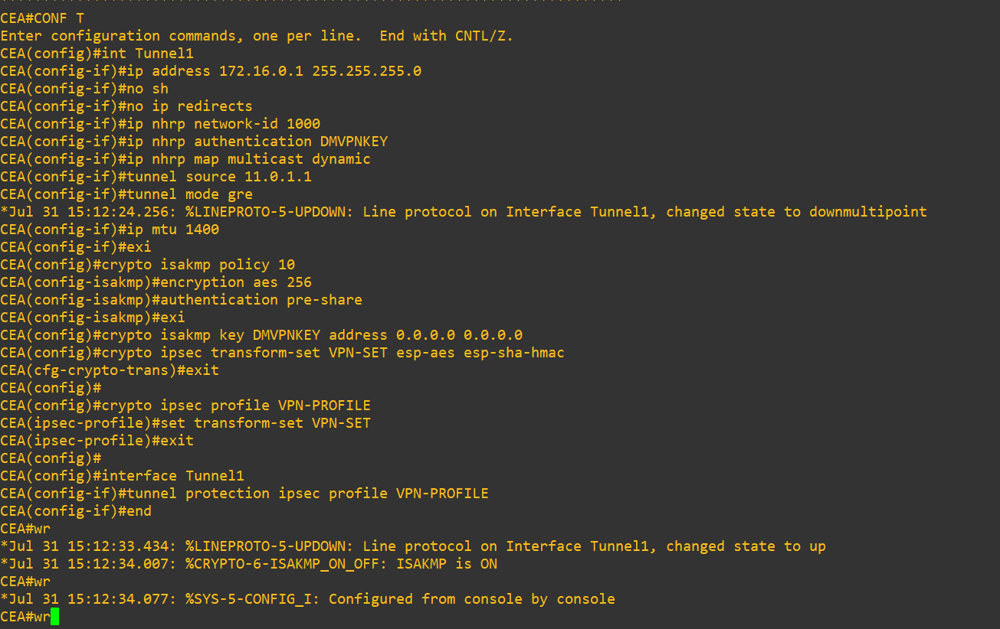 CEA#CONF T
Enter configuration commands, one per line.  End with CNTL/Z.
CEA(config)#int Tunnel1
CEA(config-if)#ip address 172.16.0.1 255.255.255.0
CEA(config-if)#no sh
CEA(config-if)#no ip redirects
CEA(config-if)#ip nhrp network-id 1000
CEA(config-if)#ip nhrp authentication DMVPNKEY
CEA(config-if)#ip nhrp map multicast dynamic
CEA(config-if)#tunnel source 11.0.1.1
CEA(config-if)#tunnel mode gre
*Jul 31 15:12:24.256: %LINEPROTO-5-UPDOWN: Line protocol on Interface Tunnel1, changed state to downmultipoint
CEA(config-if)#ip mtu 1400
CEA(config-if)#exi
CEA(config)#crypto isakmp policy 10
CEA(config-isakmp)#encryption aes 256
CEA(config-isakmp)#authentication pre-share
CEA(config-isakmp)#exi
CEA(config)#crypto isakmp key DMVPNKEY address 0.0.0.0 0.0.0.0
CEA(config)#crypto ipsec transform-set VPN-SET esp-aes esp-sha-hmac
CEA(cfg-crypto-trans)#exit
CEA(config)#
CEA(config)#crypto ipsec profile VPN-PROFILE
CEA(ipsec-profile)#set transform-set VPN-SET
CEA(ipsec-profile)#exit
CEA(config)#
CEA(config)#interface Tunnel1
CEA(config-if)#tunnel protection ipsec profile VPN-PROFILE
CEA(config-if)#end
CEA#wr
*Jul 31 15:12:33.434: %LINEPROTO-5-UPDOWN: Line protocol on Interface Tunnel1, changed state to up
*Jul 31 15:12:34.007: %CRYPTO-6-ISAKMP_ON_OFF: ISAKMP is ON
CEA#wr
*Jul 31 15:12:34.077: %SYS-5-CONFIG_I: Configured from console by console
CEA#wr